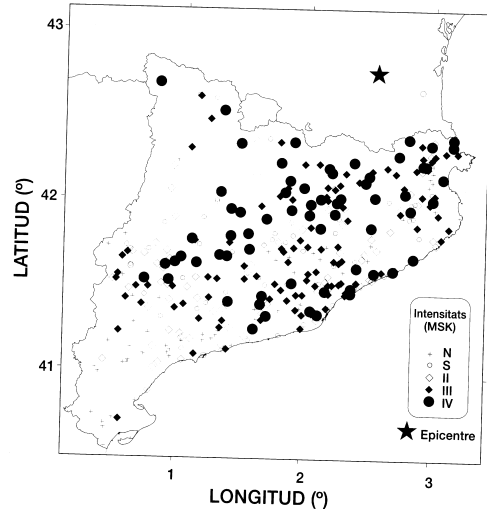 43
42
41
LATITUD (º)
1
2
3
LONGITUD (º)
Intensitats
(MSK)
N
S
II
III
IV
Epicentre